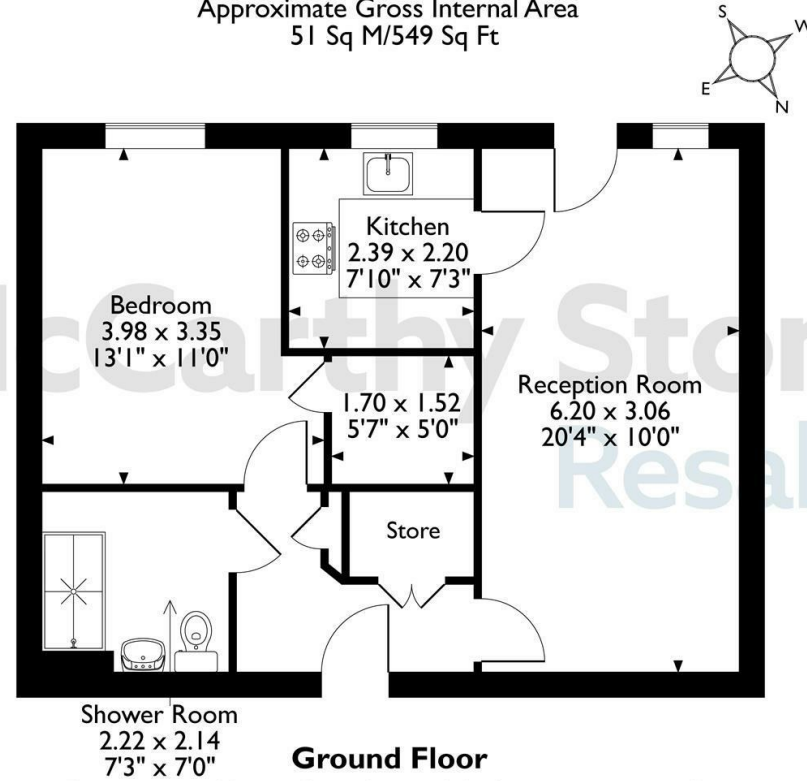 Approximate Gross Internal Area
51 Sq M/549 Sq Ft
S
W
E
N
Kitchen
2.39 x 2.20
7'10" x 7'3"
Bedroom
3.98 x 3.35
13'1" x 11'0"
McCarthy Stone
Resales
1.70 x 1.52
5'7" x 5'0"
Reception Room
6.20 x 3.06
20'4" x 10'0"
Store
Shower Room
2.22 x 2.14
7'3" x 7'0"
Ground Floor